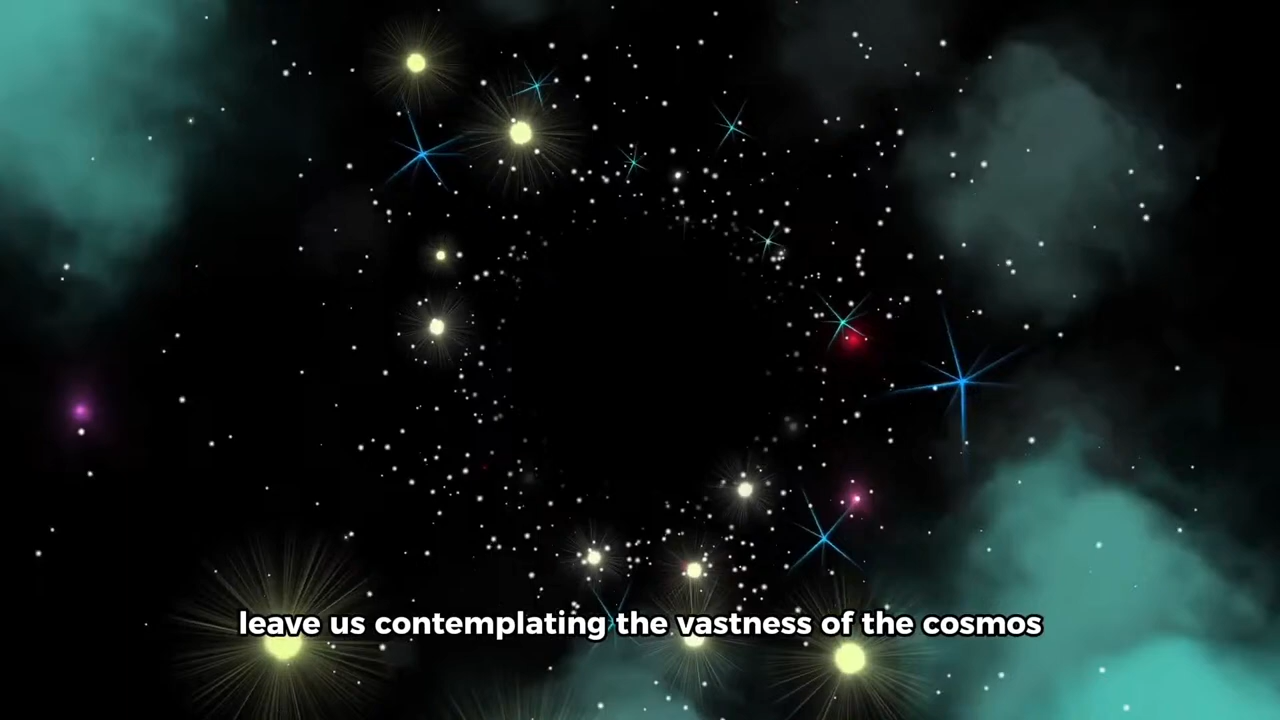 leave us contemplating the vastness of the cosmos